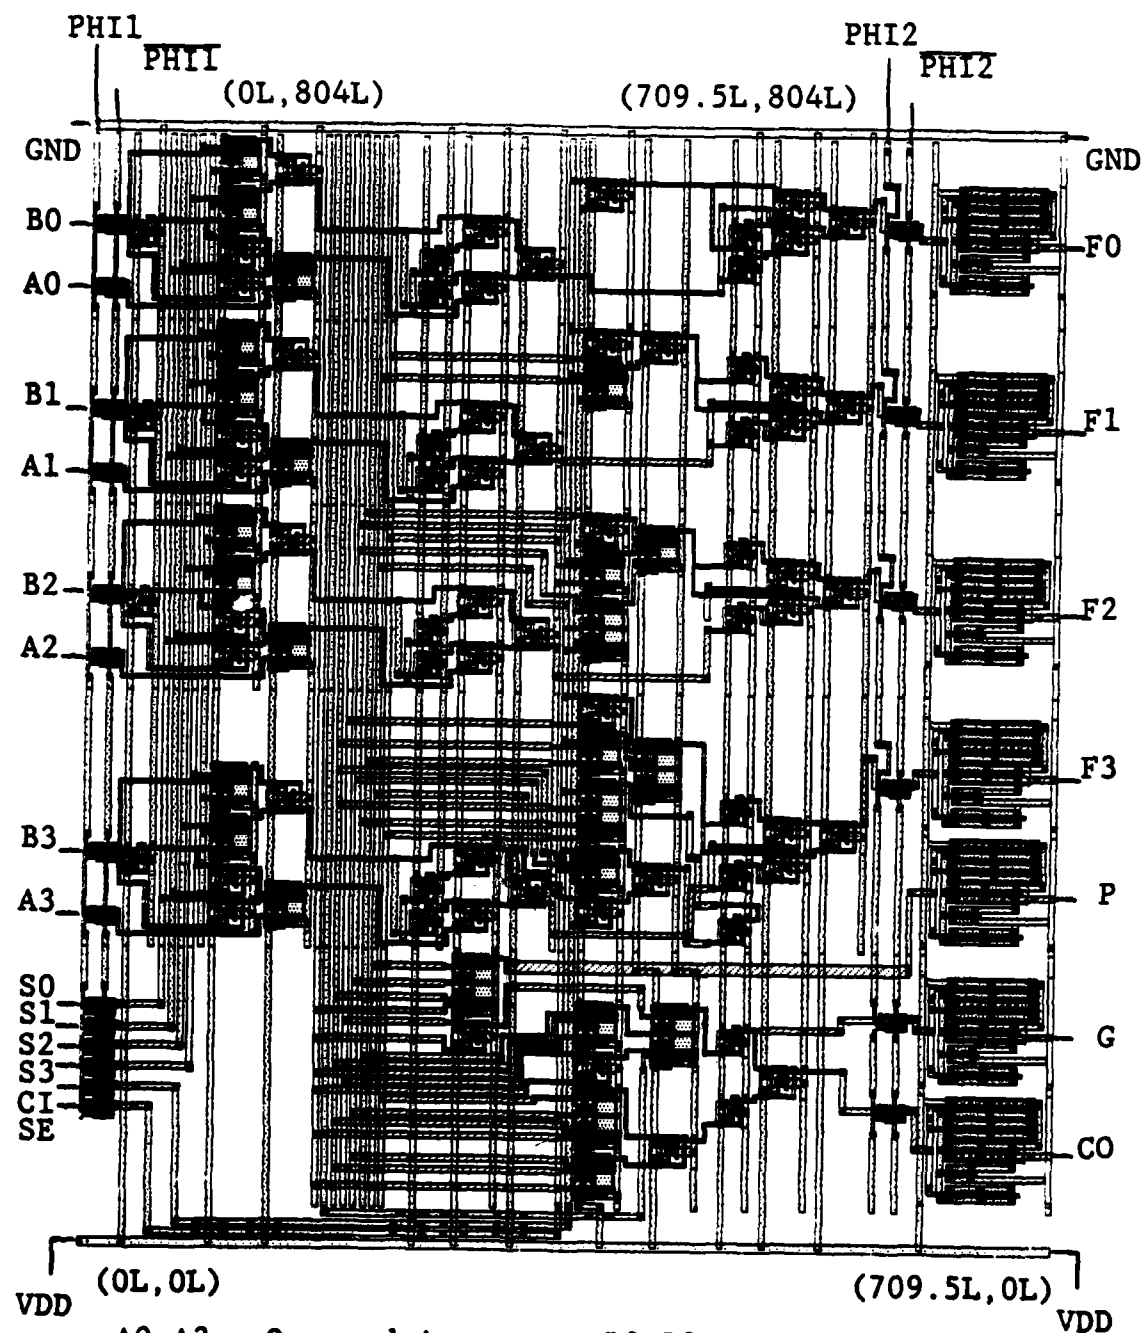 PHI1
PHI1
PHI2
PHI2
(0L,804L)
(709.5L,804L)
GND
GND
B0
F0
A0
B1
F1
A1
B2
F2
A2
F3
B3
A3
P
S0
S1
S2
G
S3
CI
SE
CO
(0L,0L)
(709.5L,0L)
VDD
VDD